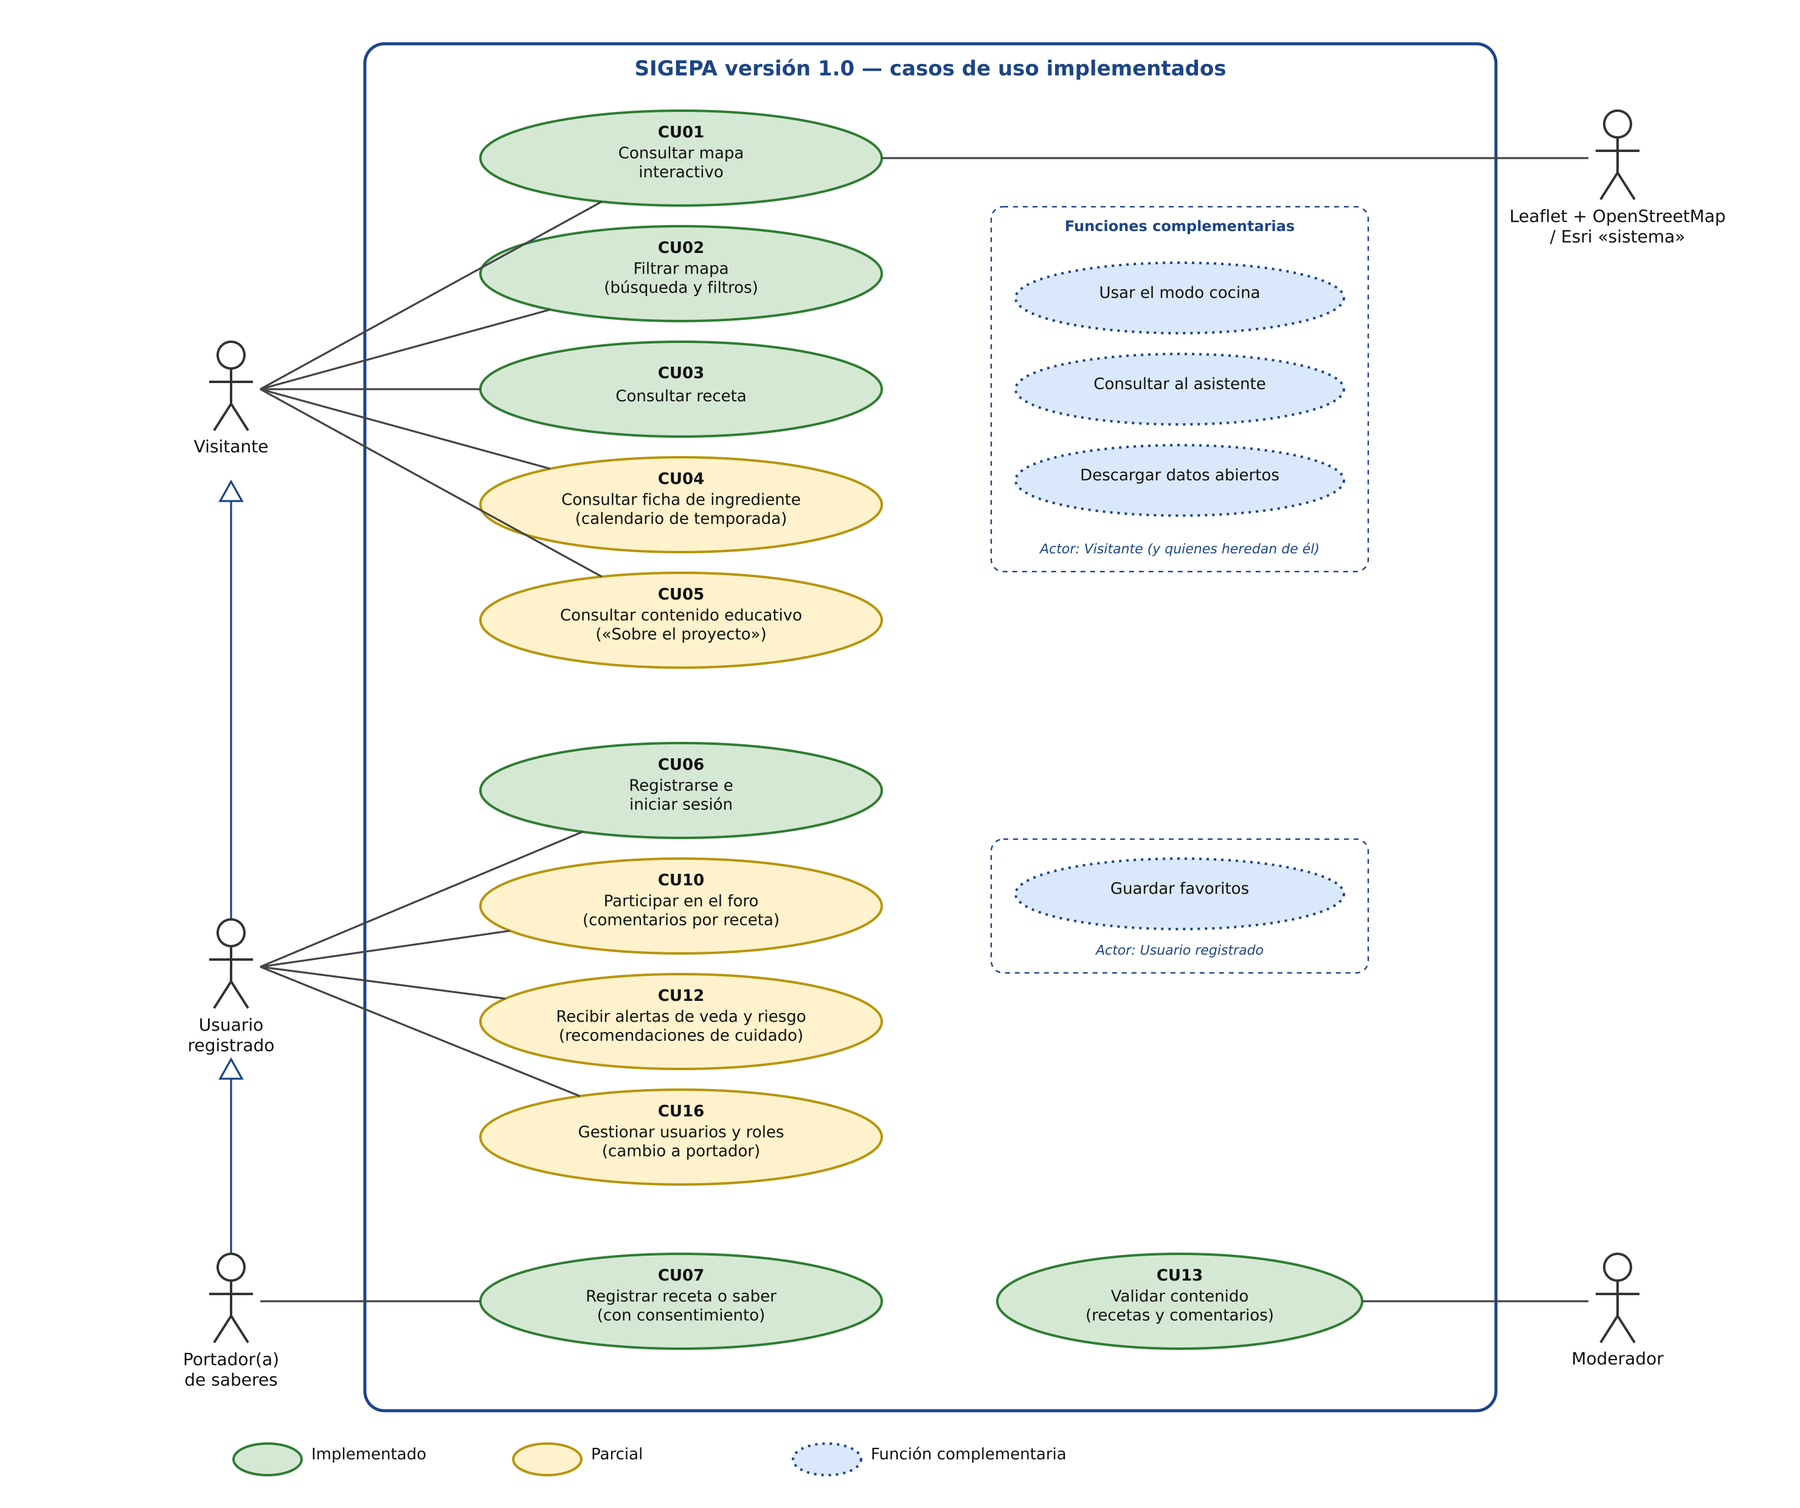 SIGEPA versión 1.0 — casos de uso implementados
CU01
Consultar mapa
interactivo
Leaflet + OpenStreetMap
/ Esri «sistema»
CU02
Filtrar mapa
(búsqueda y filtros)
CU03
Consultar receta
Visitante
CU04
Consultar ficha de ingrediente
(calendario de temporada)
CU05
Consultar contenido educativo
(«Sobre el proyecto»)
Funciones complementarias
Usar el modo cocina
Consultar al asistente
Descargar datos abiertos
Actor: Visitante (y quienes heredan de él)
CU06
Registrarse e
iniciar sesión
CU10
Participar en el foro
(comentarios por receta)
Usuario
registrado
CU12
Recibir alertas de veda y riesgo
(recomendaciones de cuidado)
CU16
Gestionar usuarios y roles
(cambio a portador)
Guardar favoritos
Actor: Usuario registrado
Portador(a)
de saberes
CU07
Registrar receta o saber
(con consentimiento)
CU13
Validar contenido
(recetas y comentarios)
Moderador
Implementado
Parcial
Función complementaria